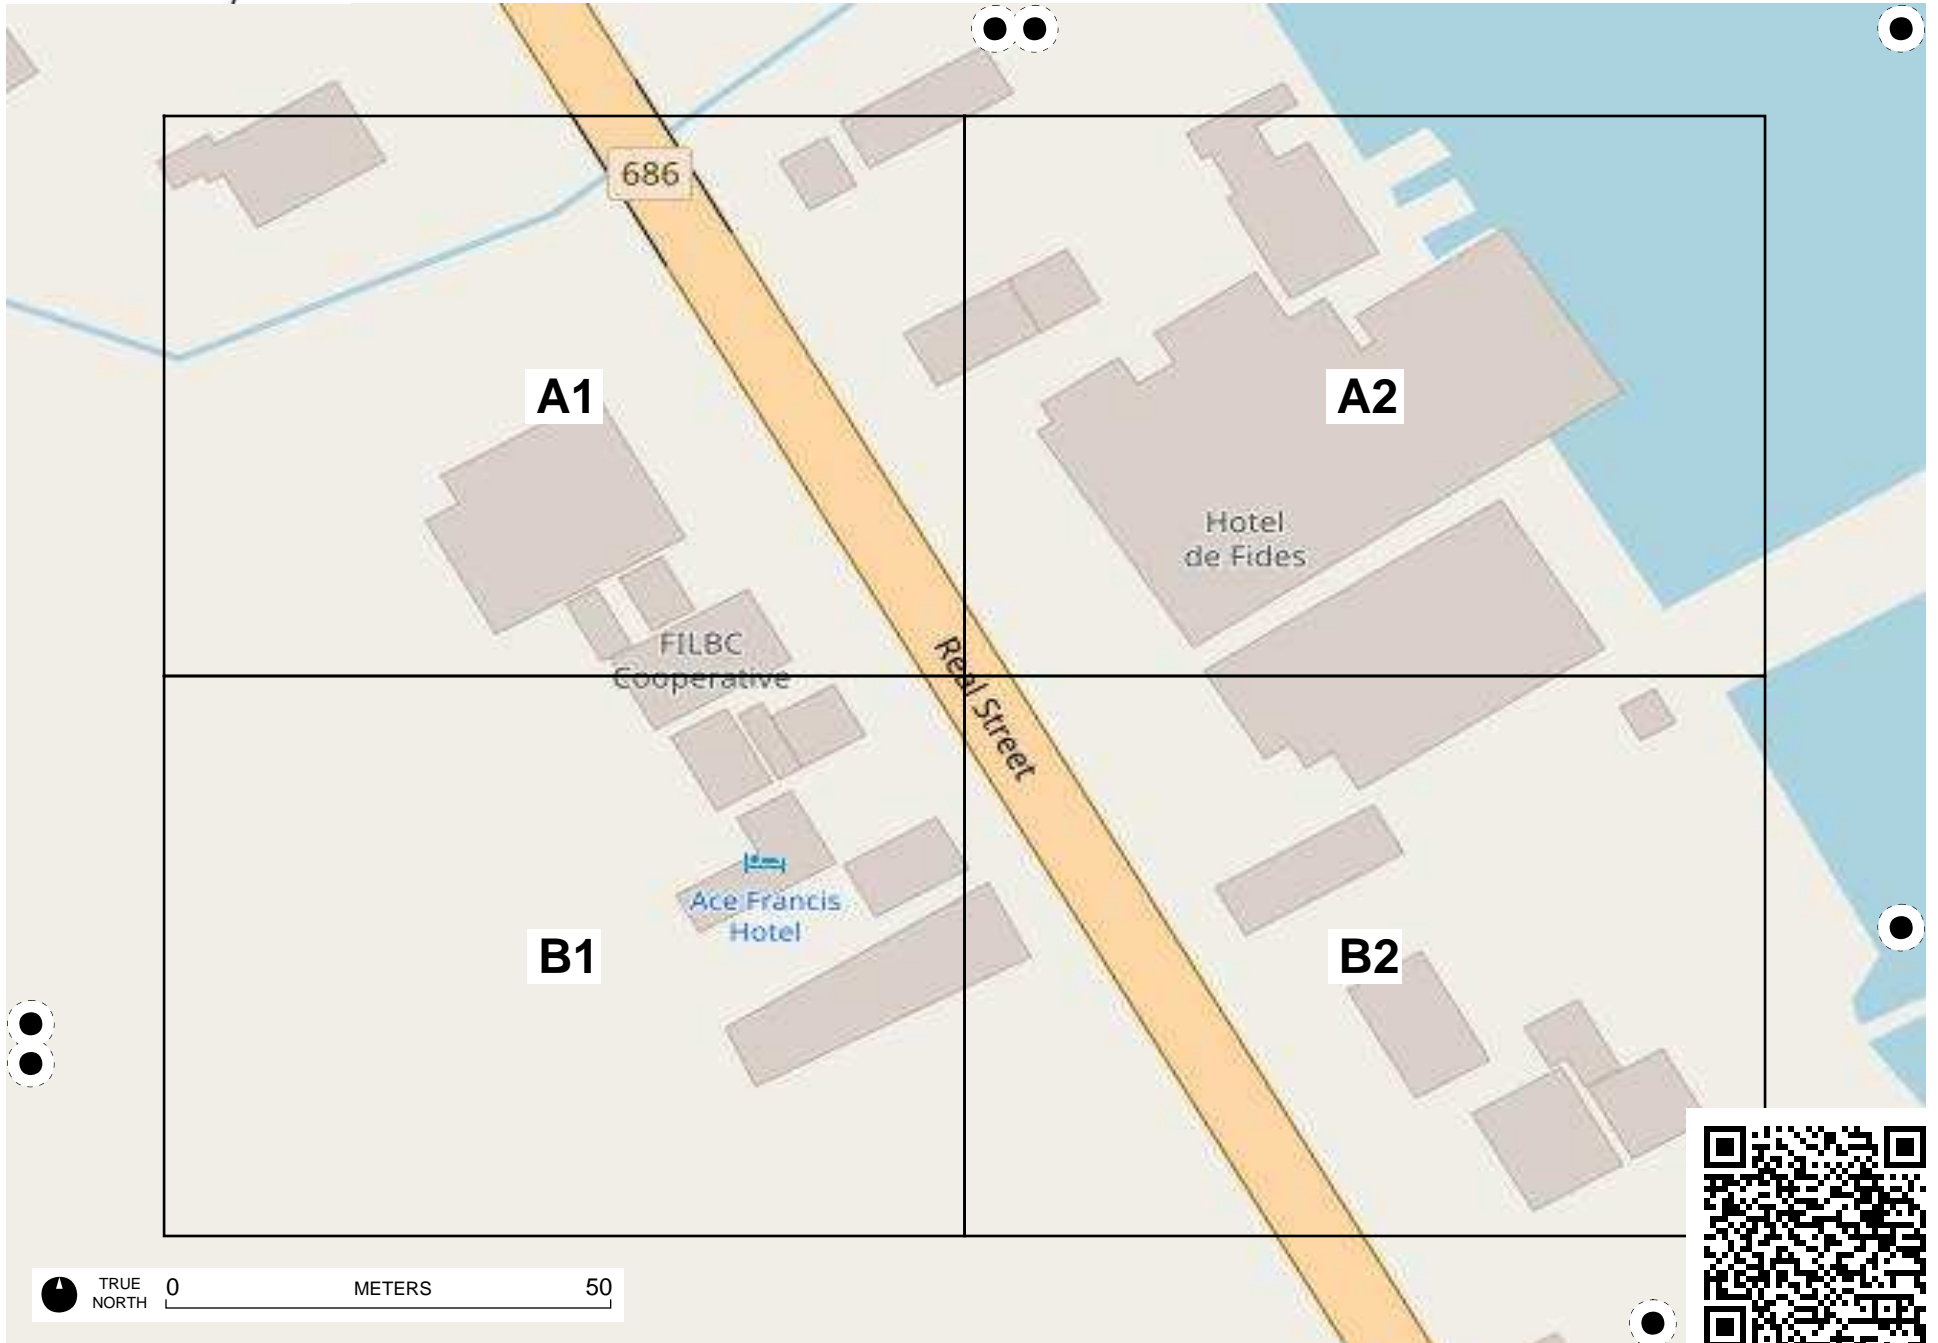 686
A1
A2
Hotel
de Fides
FILBC
Cooperative
Real Street
Ace Francis
Hotel
B1
B2
TRUE
NORTH
0 METERS 50